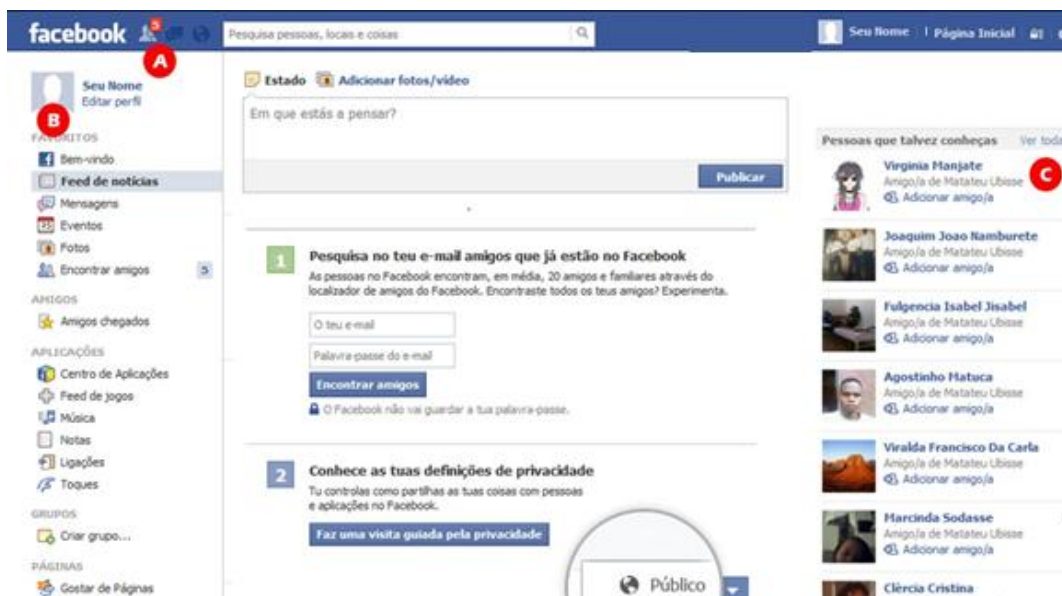 facebook
5
Pesquisa pessoas, locais e coisas
Seu Nome
Página Inicial
A
Seu Nome
Editar perfil
B
FAVORITOS
Bem-vindo
Feed de notícias
Mensagens
Eventos
Fotos
Encontrar amigos 5
AMIGOS
Amigos chegados
APLICAÇÕES
Centro de Aplicações
Feed de jogos
Música
Notas
Ligações
Toques
GRUPOS
Criar grupo...
PÁGINAS
Gostar de Páginas
Estado Adicionar fotos/vídeo
Em que estás a pensar?
Publicar
1
Pesquisa no teu e-mail amigos que já estão no Facebook
As pessoas no Facebook encontram, em média, 20 amigos e familiares através do
localizador de amigos do Facebook. Encontraste todos os teus amigos? Experimenta.
O teu e-mail
Palavra-passe do e-mail
Encontrar amigos
O Facebook não vai guardar a tua palavra-passe.
2
Conhece as tuas definições de privacidade
Tu controlas como partilhas as tuas coisas com pessoas
e aplicações no Facebook.
Faz uma visita guiada pela privacidade
Público
Pessoas que talvez conheças Ver toda
C
Virginia Manjate
Amigo/a de Matateu Ubisse
Adicionar amigo/a
Joaquim Joao Namburete
Amigo/a de Matateu Ubisse
Adicionar amigo/a
Fulgencia Isabel Jisabel
Amigo/a de Matateu Ubisse
Adicionar amigo/a
Agostinho Matuca
Amigo/a de Matateu Ubisse
Adicionar amigo/a
Viralda Francisco Da Carla
Amigo/a de Matateu Ubisse
Adicionar amigo/a
Marcinda Sodasse
Amigo/a de Matateu Ubisse
Adicionar amigo/a
Clèrcia Cristina